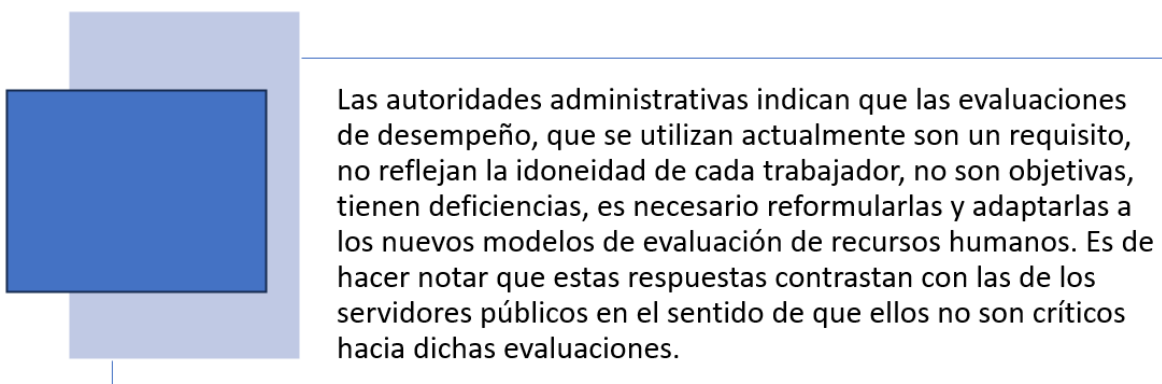 Las autoridades administrativas indican que las evaluaciones
de desempeño, que se utilizan actualmente son un requisito,
no reflejan la idoneidad de cada trabajador, no son objetivas,
tienen deficiencias, es necesario reformularlas y adaptarlas a
los nuevos modelos de evaluación de recursos humanos. Es de
hacer notar que estas respuestas contrastan con las de los
servidores públicos en el sentido de que ellos no son críticos
hacia dichas evaluaciones.